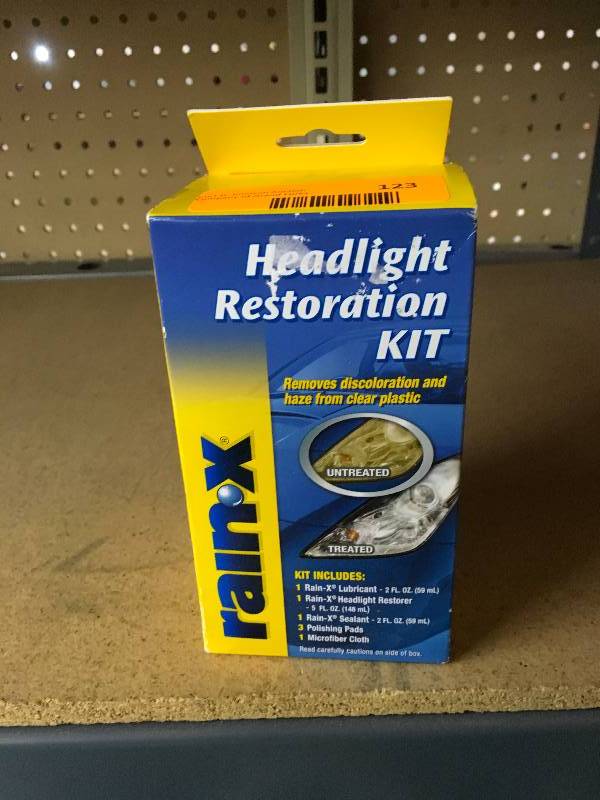 123
Headlight
Restoration
KIT
Removes discoloration and
haze from clear plastic
UNTREATED
TREATED
rain-x®
KIT INCLUDES:
1 Rain-X® Lubricant - 2 FL. OZ. (59 mL)
1 Rain-X® Headlight Restorer
- 5 FL. OZ. (148 mL)
1 Rain-X® Sealant - 2 FL. OZ. (59 mL)
3 Polishing Pads
1 Microfiber Cloth
Read carefully cautions on side of box.